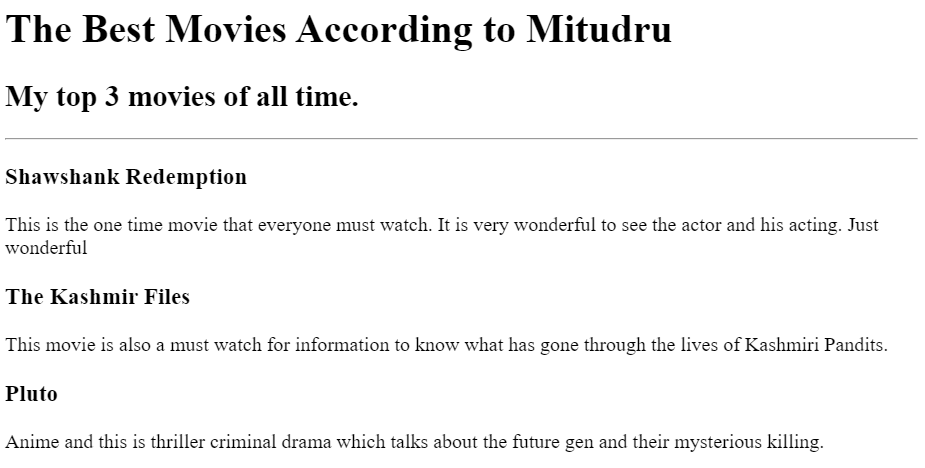 The Best Movies According to Mitudru
My top 3 movies of all time.
Shawshank Redemption
This is the one time movie that everyone must watch. It is very wonderful to see the actor and his acting. Just
wonderful
The Kashmir Files
This movie is also a must watch for information to know what has gone through the lives of Kashmiri Pandits.
Pluto
Anime and this is thriller criminal drama which talks about the future gen and their mysterious killing.